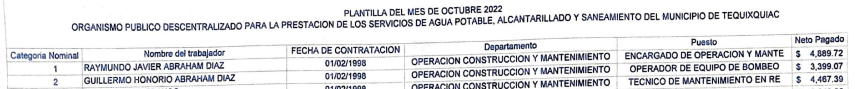 PLANTILLA DEL MES DE OCTUBRE 2022
ORGANISMO PUBLICO DESCENTRALIZADO PARA LA PRESTACION DE LOS SERVICIOS DE AGUA POTABLE, ALCANTARILLADO Y SANEAMIENTO DEL MUNICIPIO DE TEQUIXQUIAC
Categoria Nominal Nombre del trabajador FECHA DE CONTRATACION Departamento Puesto Neto Pagado
1 RAYMUNDO JAVIER ABRAHAM DIAZ 01/02/1998 OPERACION CONSTRUCCION Y MANTENIMIENTO ENCARGADO DE OPERACION Y MANTE $ 4,889.72
2 GUILLERMO HONORIO ABRAHAM DIAZ 01/02/1998 OPERACION CONSTRUCCION Y MANTENIMIENTO OPERADOR DE EQUIPO DE BOMBEO $ 3,399.07
01/02/1998 OPERACION CONSTRUCCION Y MANTENIMIENTO TECNICO DE MANTENIMIENTO EN RE $ 4,467.39